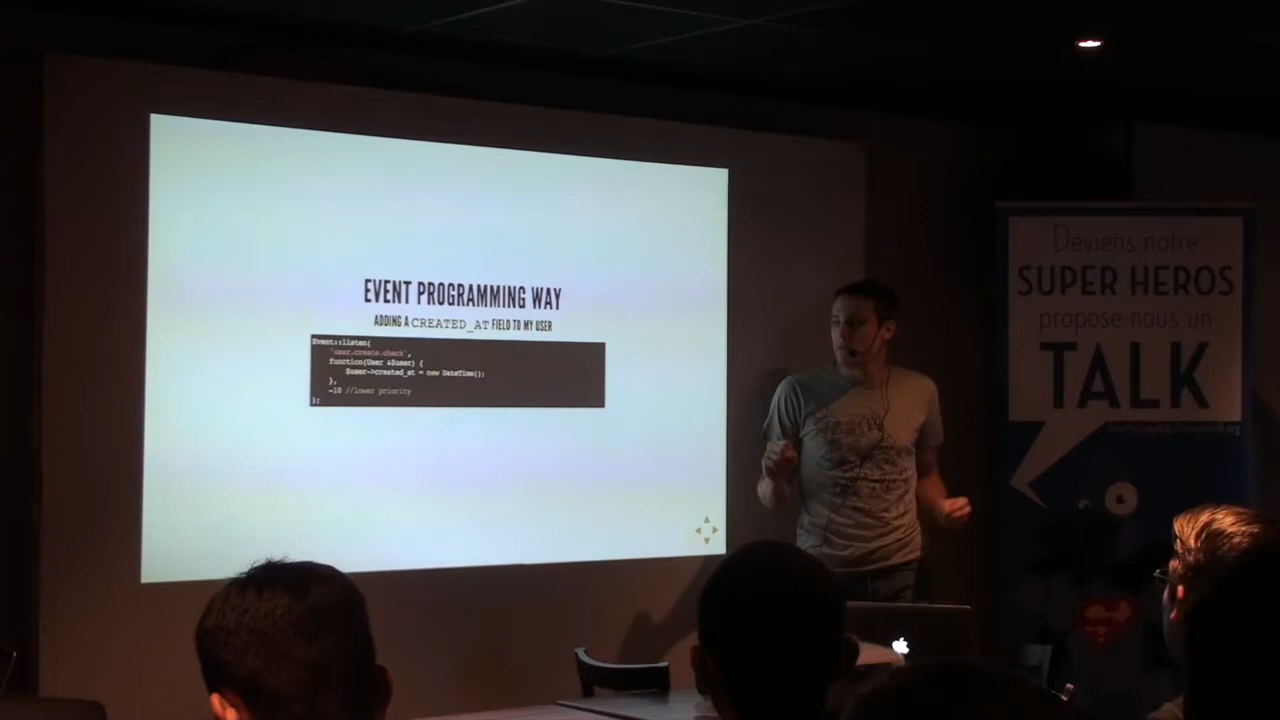 EVENT PROGRAMMING WAY
ADDING A CREATED_AT FIELD TO MY USER
Event::listen(
'user.create.check',
function(User &$user) {
$user->created_at = new DateTime();
},
-10 //lower priority
);
Déviens notre
SUPER HEROS
propose-nous un
TALK